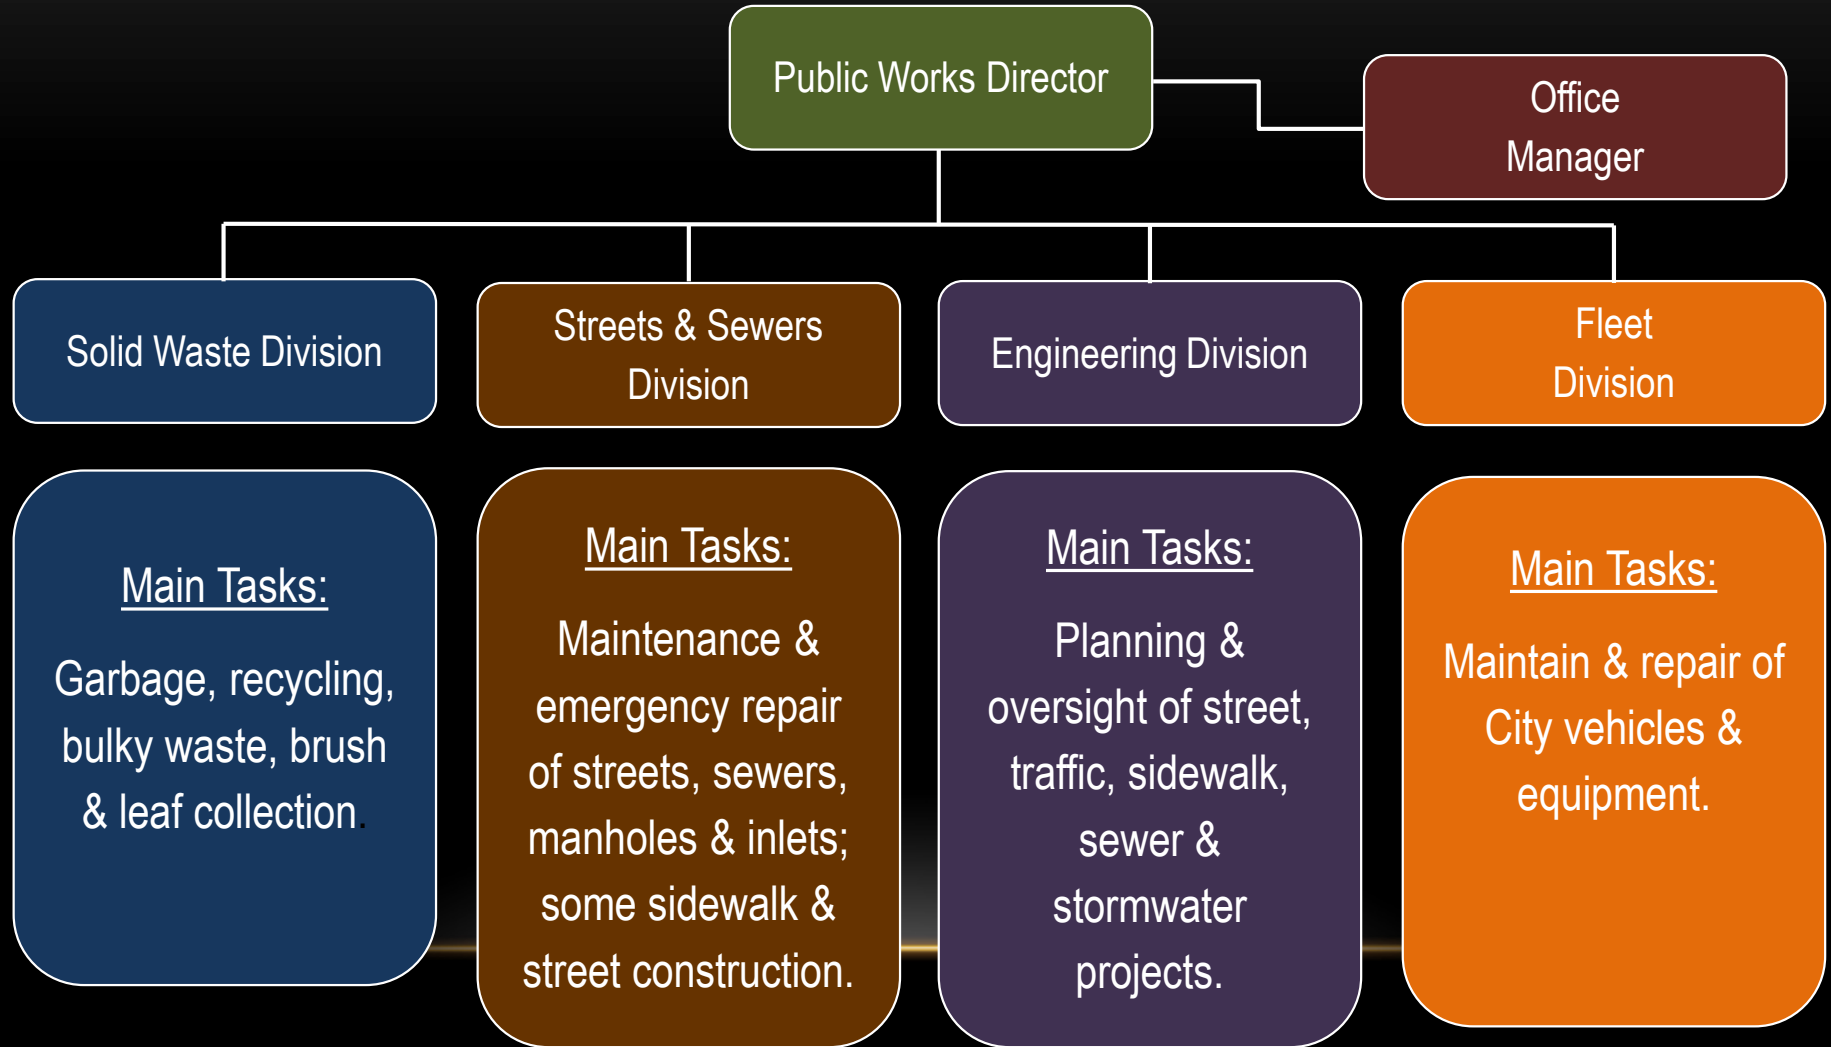 Public Works Director
Office
Manager
Solid Waste Division
Streets & Sewers
Division
Engineering Division
Fleet
Division
Main Tasks:
Garbage, recycling,
bulky waste, brush
& leaf collection.
Main Tasks:
Maintenance &
emergency repair
of streets, sewers,
manholes & inlets;
some sidewalk &
street construction.
Main Tasks:
Planning &
oversight of street,
traffic, sidewalk,
sewer &
stormwater
projects.
Main Tasks:
Maintain & repair of
City vehicles &
equipment.